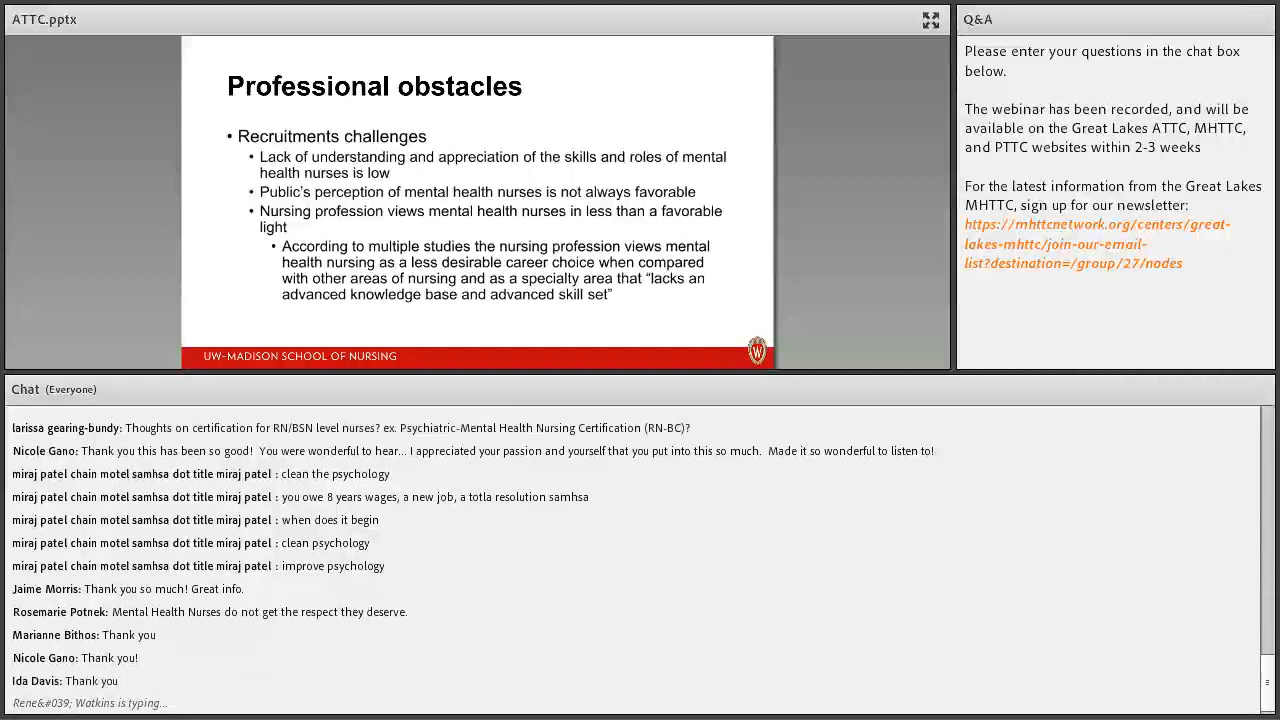 ATTC.pptx
Professional obstacles
• Recruitments challenges
• Lack of understanding and appreciation of the skills and roles of mental
health nurses is low
• Public's perception of mental health nurses is not always favorable
• Nursing profession views mental health nurses in less than a favorable
light
• According to multiple studies the nursing profession views mental
health nursing as a less desirable career choice when compared
with other areas of nursing and as a specialty area that “lacks an
advanced knowledge base and advanced skill set”
UW–MADISON SCHOOL OF NURSING
W
Q&A
Please enter your questions in the chat box
below.
The webinar has been recorded, and will be
available on the Great Lakes ATTC, MHTTC,
and PTTC websites within 2-3 weeks
For the latest information from the Great Lakes
MHTTC, sign up for our newsletter:
https://mhttcnetwork.org/centers/great-
lakes-mhttc/join-our-email-
list?destination=/group/27/nodes
Chat (Everyone)
larissa gearing-bundy: Thoughts on certification for RN/BSN level nurses? ex. Psychiatric-Mental Health Nursing Certification (RN-BC)?
Nicole Gano: Thank you this has been so good!  You were wonderful to hear... I appreciated your passion and yourself that you put into this so much.  Made it so wonderful to listen to!
miraj patel chain motel samhsa dot title miraj patel : clean the psychology
miraj patel chain motel samhsa dot title miraj patel : you owe 8 years wages, a new job, a totla resolution samhsa
miraj patel chain motel samhsa dot title miraj patel : when does it begin
miraj patel chain motel samhsa dot title miraj patel : clean psychology
miraj patel chain motel samhsa dot title miraj patel : improve psychology
Jaime Morris: Thank you so much! Great info.
Rosemarie Potnek: Mental Health Nurses do not get the respect they deserve.
Marianne Bithos: Thank you
Nicole Gano: Thank you!
Ida Davis: Thank you
Rene&#039; Watkins is typing...